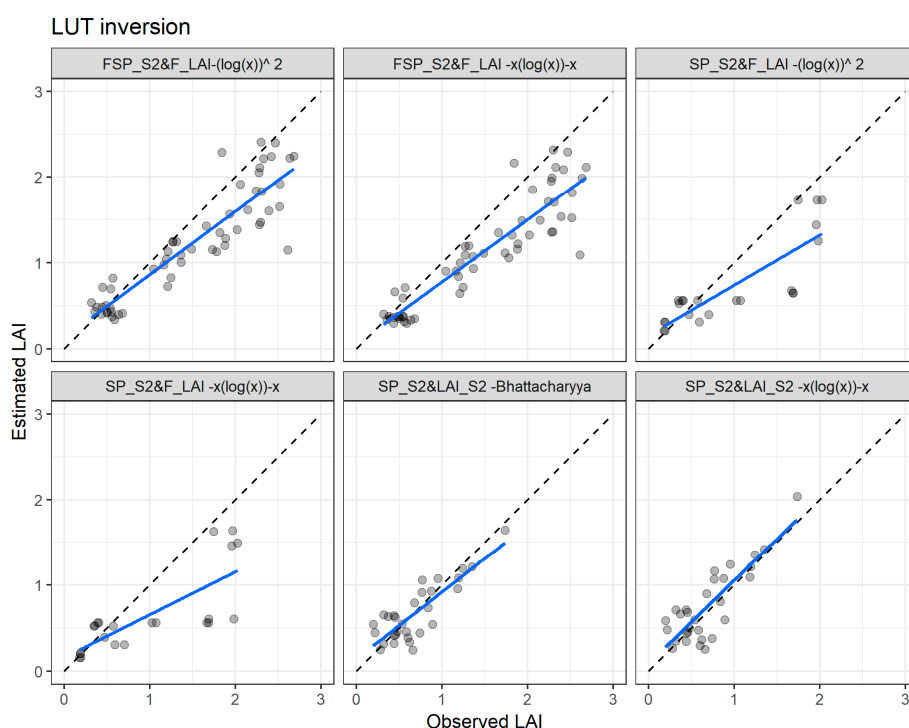 LUT inversion
FSP_S2&F_LAI-(log(x))^ 2
FSP_S2&F_LAI -x(log(x))-x
SP_S2&F_LAI -(log(x))^ 2
3
2
1
0
SP_S2&F_LAI -x(log(x))-x
SP_S2&LAI_S2 -Bhattacharyya
SP_S2&LAI_S2 -x(log(x))-x
3
2
1
0
0 1 2 3
0 1 2 3
0 1 2 3
Estimated LAI
Observed LAI